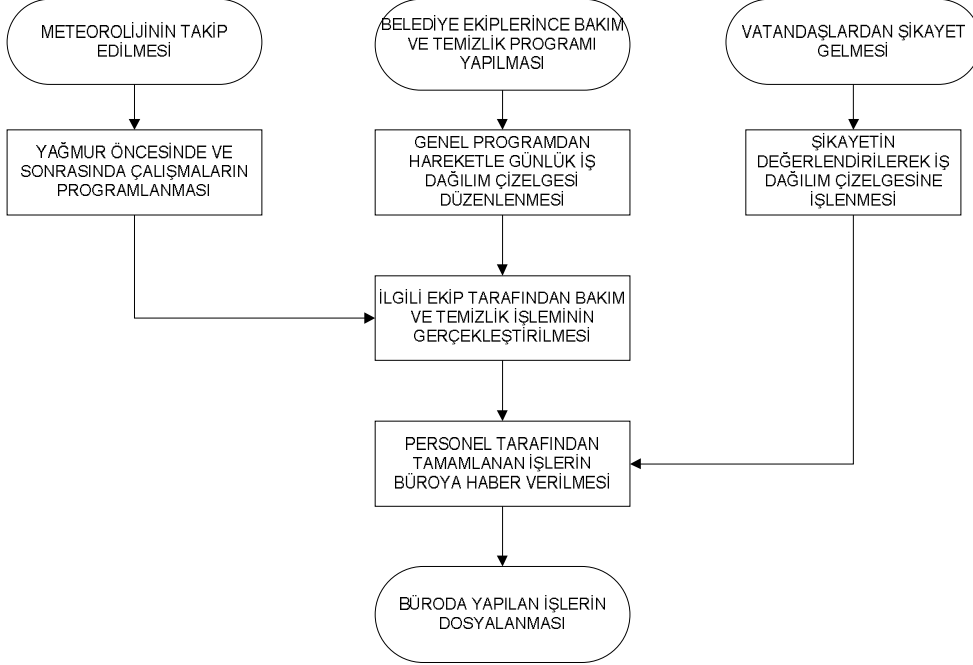 METEOROLİJİNİN TAKİP
EDİLMESİ
BELEDİYE EKİPLERİNCE BAKIM
VE TEMİZLİK PROGRAMI
YAPILMASI
VATANDAŞLARDAN ŞİKAYET
GELMESİ
YAĞMUR ÖNCESİNDE VE
SONRASINDA ÇALIŞMALARIN
PROGRAMLANMASI
GENEL PROGRAMDAN
HAREKETLE GÜNLÜK İŞ
DAĞILIM ÇİZELGESİ
DÜZENLENMESİ
ŞİKAYETİN
DEĞERLENDİRİLEREK İŞ
DAĞILIM ÇİZELGESİNE
İŞLENMESİ
İLGİLİ EKİP TARAFINDAN BAKIM
VE TEMİZLİK İŞLEMİNİN
GERÇEKLEŞTİRİLMESİ
PERSONEL TARAFINDAN
TAMAMLANAN İŞLERİN
BÜROYA HABER VERİLMESİ
BÜRODA YAPILAN İŞLERİN
DOSYALANMASI